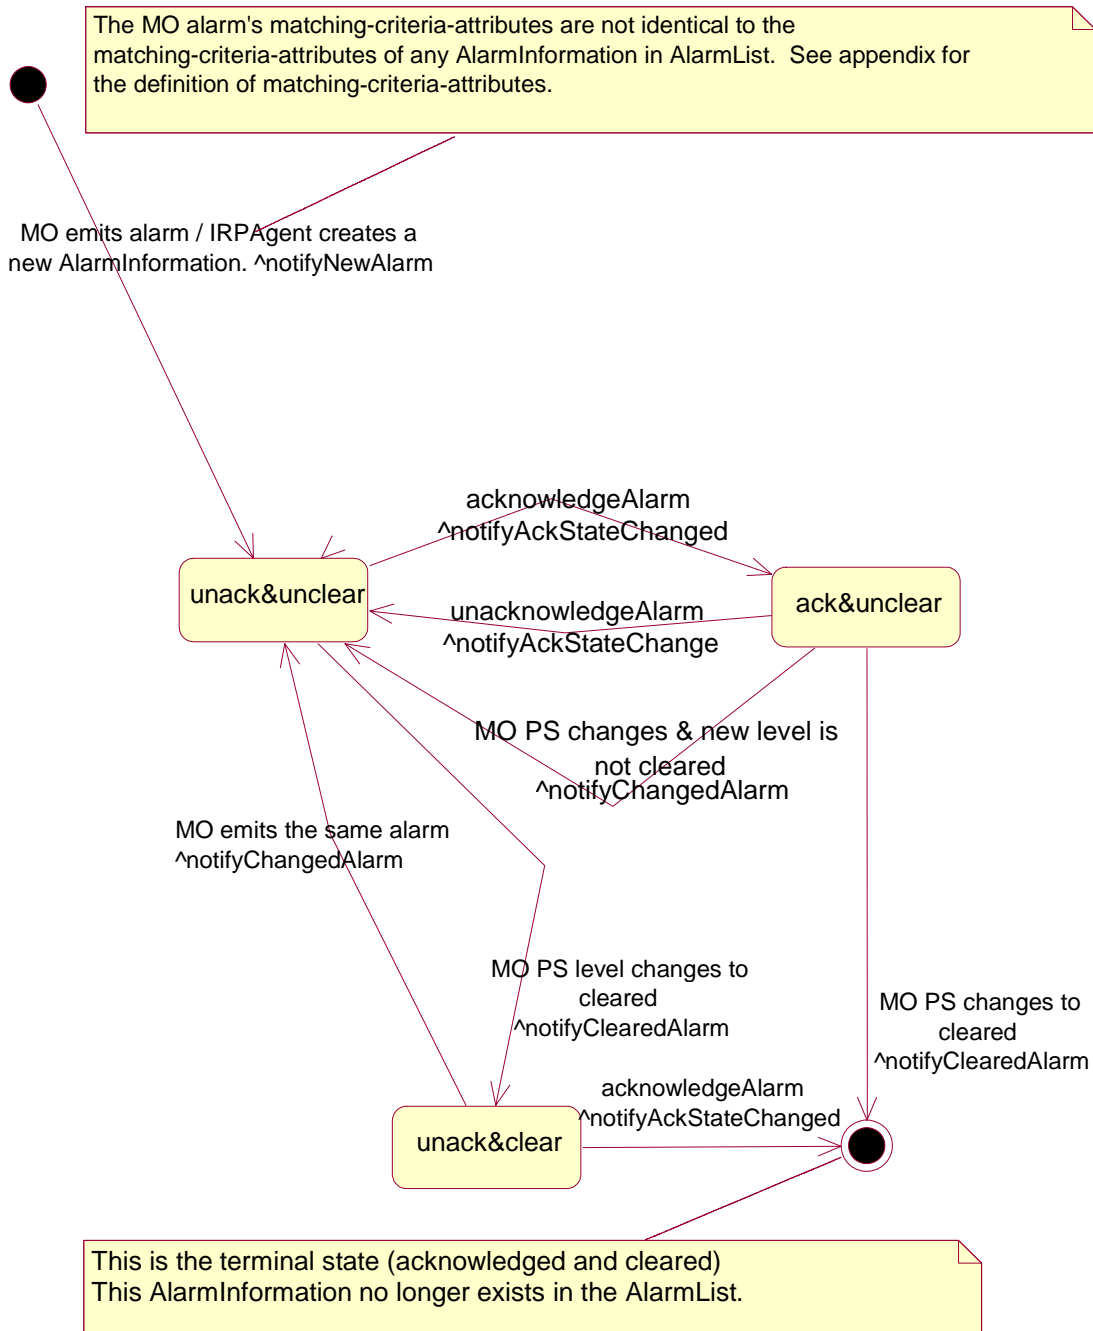 The MO alarm's matching-criteria-attributes are not identical to the
matching-criteria-attributes of any AlarmInformation in AlarmList.  See appendix for
the definition of matching-criteria-attributes.
MO emits alarm / IRPAgent creates a
new AlarmInformation. ^notifyNewAlarm
acknowledgeAlarm
^notifyAckStateChanged
unack&unclear
ack&unclear
unacknowledgeAlarm
^notifyAckStateChange
MO PS changes & new level is
not cleared
^notifyChangedAlarm
MO emits the same alarm
^notifyChangedAlarm
MO PS level changes to
cleared
^notifyClearedAlarm
MO PS changes to
cleared
^notifyClearedAlarm
acknowledgeAlarm
^notifyAckStateChanged
unack&clear
This is the terminal state (acknowledged and cleared)
This AlarmInformation no longer exists in the AlarmList.